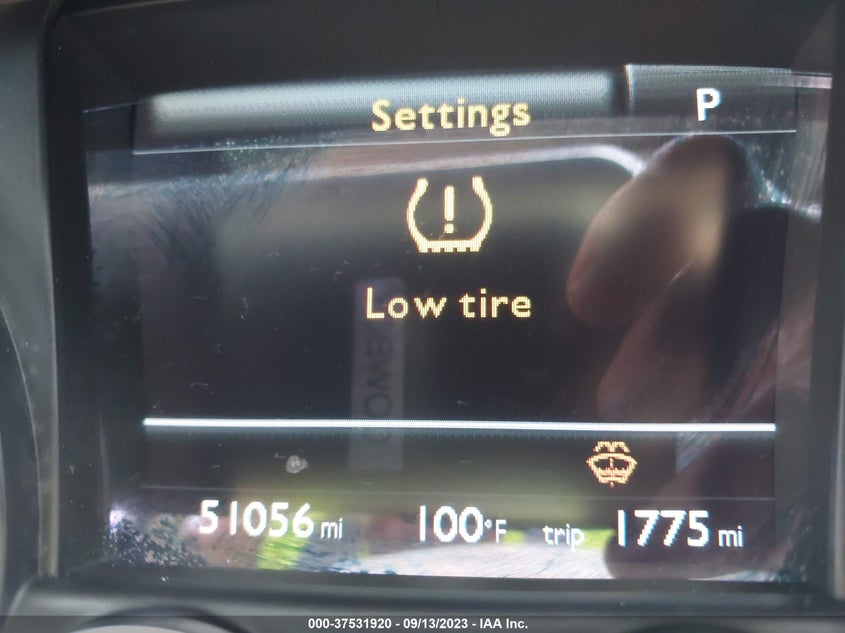 Settings P
Low tire
51056 mi 100°F trip 1775 mi
000-37531920 - 09/13/2023 - IAA Inc.